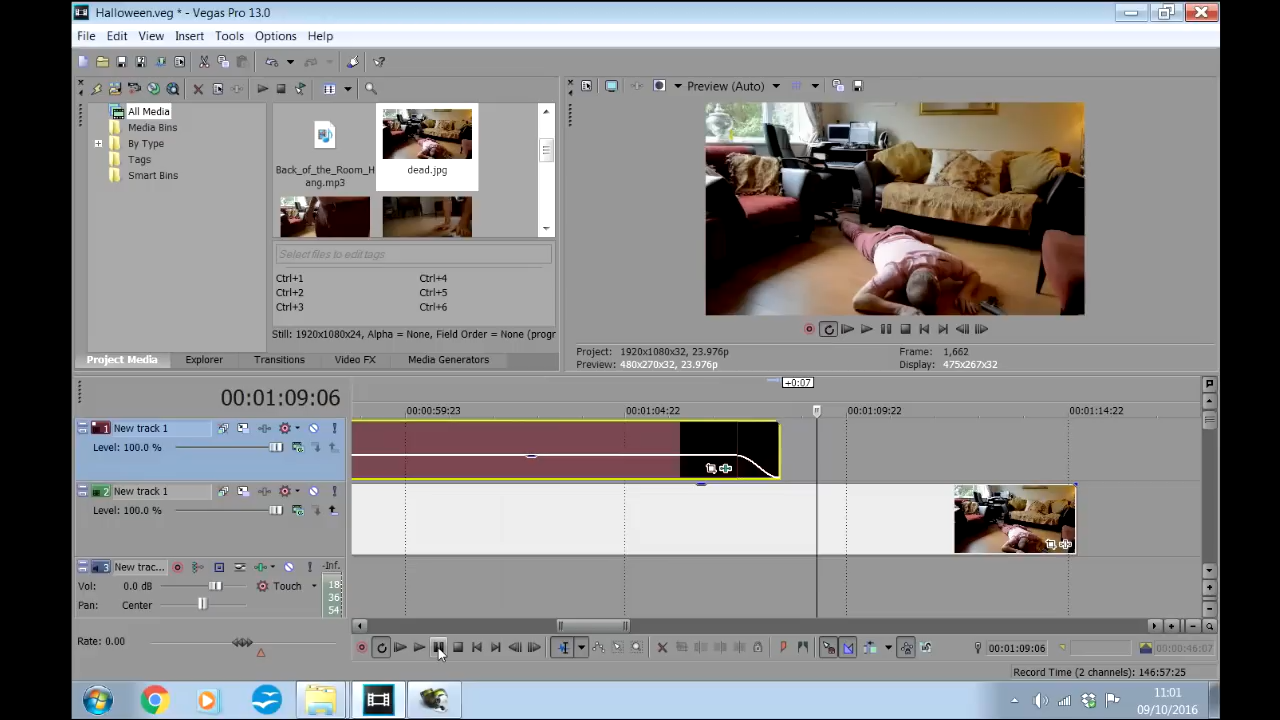 Halloween.veg * - Vegas Pro 13.0
File Edit View Insert Tools Options Help
Preview (Auto)
All Media
Media Bins
By Type
Tags
Smart Bins
Back_of_the_Room_H
ang.mp3
dead.jpg
Select files to edit tags
Ctrl+1 Ctrl+4
Ctrl+2 Ctrl+5
Ctrl+3 Ctrl+6
Still: 1920x1080x24, Alpha = None, Field Order = None (progr
Project Media Explorer Transitions Video FX Media Generators
Project: 1920x1080x32, 23.976p Frame: 1,662
Preview: 480x270x32, 23.976p Display: 475x267x32
00:01:09:06
+0:07
00:00:59:23 00:01:04:22 00:01:09:22 00:01:14:22
1 New track 1
Level: 100.0 %
2 New track 1
Level: 100.0 %
3 New trac... -Inf.
Vol: 0.0 dB Touch 18
36
Pan: Center 54
Rate: 0.00
00:01:09:06 00:00:46:07
Record Time (2 channels): 146:57:25
11:01
09/10/2016